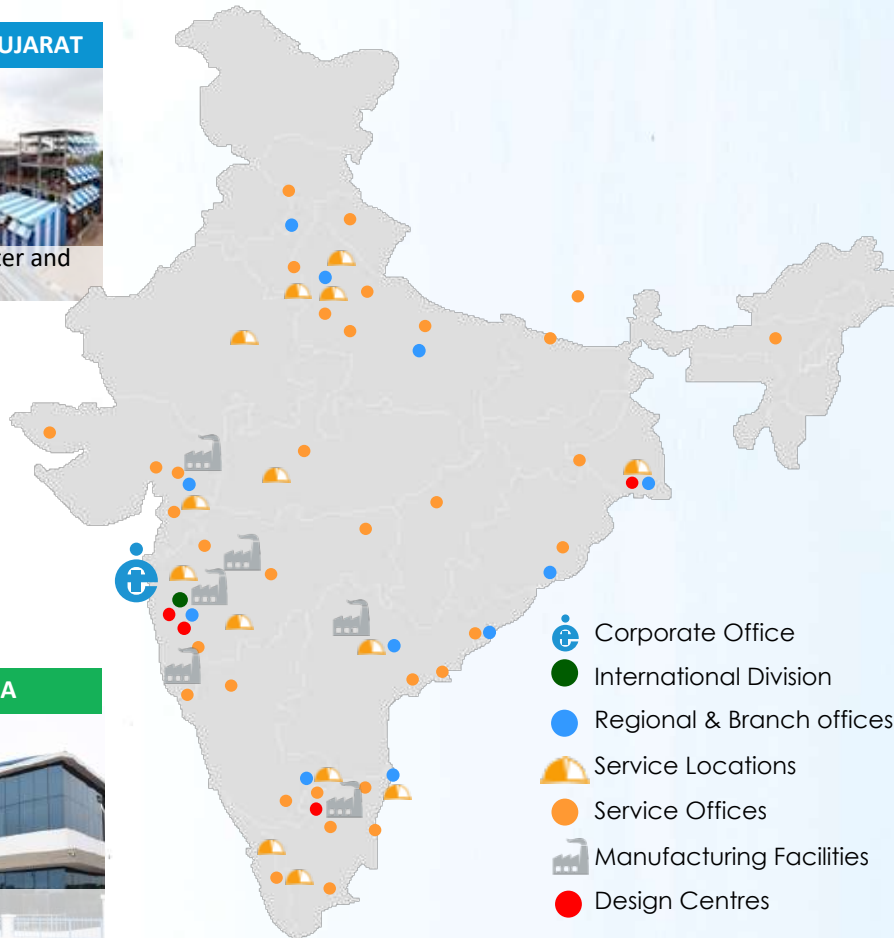 UJARAT
ter and
A
Corporate Office
International Division
Regional & Branch offices
Service Locations
Service Offices
Manufacturing Facilities
Design Centres